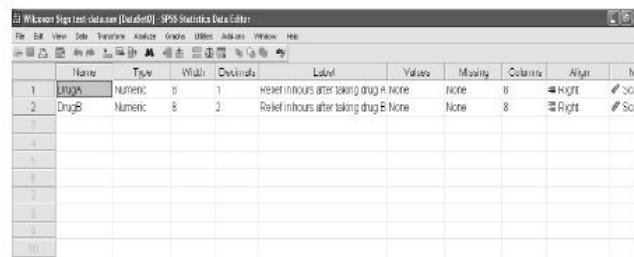 Wilcoxon Sign test-data.sav [DataSet0] - SPSS Statistics Data Editor
File Edit View Data Transform Analyze Graphs Utilities Add-ons Window Help
Name Type Width Decimals Label Values Missing Columns Align
1 DrugA Numeric 8 1 Relief in hours after taking drug A None None 8 Right Sc
2 DrugB Numeric 8 2 Relief in hours after taking drug B None None 8 Right Sc
3
4
5
6
7
8
9
10